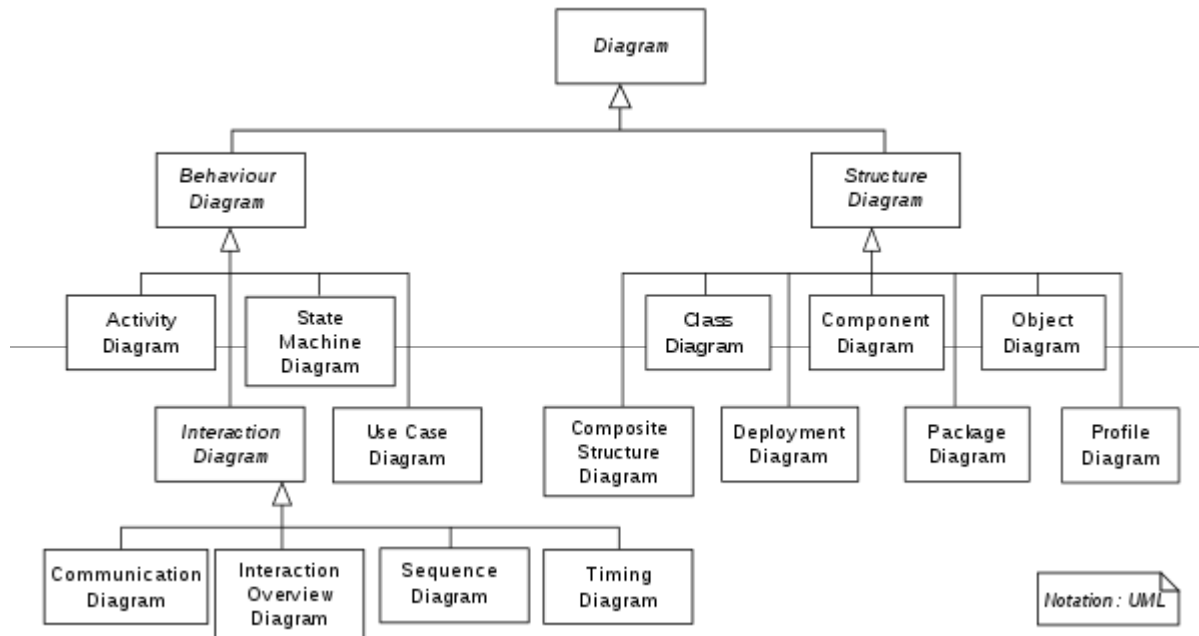 Diagram
Behaviour
Diagram
Structure
Diagram
Activity
Diagram
State
Machine
Diagram
Class
Diagram
Component
Diagram
Object
Diagram
Interaction
Diagram
Use Case
Diagram
Composite
Structure
Diagram
Deployment
Diagram
Package
Diagram
Profile
Diagram
Communication
Diagram
Interaction
Overview
Diagram
Sequence
Diagram
Timing
Diagram
Notation : UML